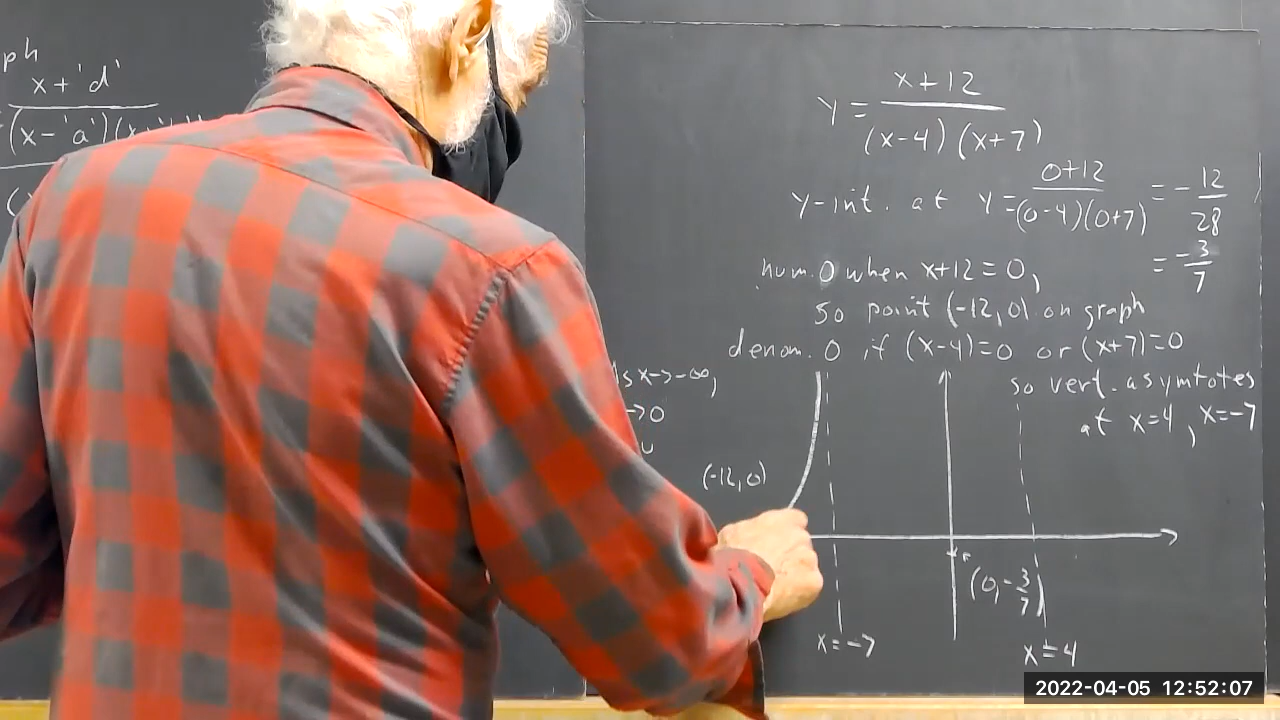 ph
x+'d'
(x-'a')(x
y = x+12
(x-4)(x+7)
y-int. at y = 0+12 = -12
(0-4)(0+7) 28
= -3
7
num. 0 when x+12=0,
so point (-12,0) on graph
denom. 0 if (x-4)=0 or (x+7)=0
As x->-∞,
->0
so vert. asymtotes
at x=4, x=-7
(-12,0)
(0,-3/7)
x=-7
x=4
2022-04-05 12:52:07